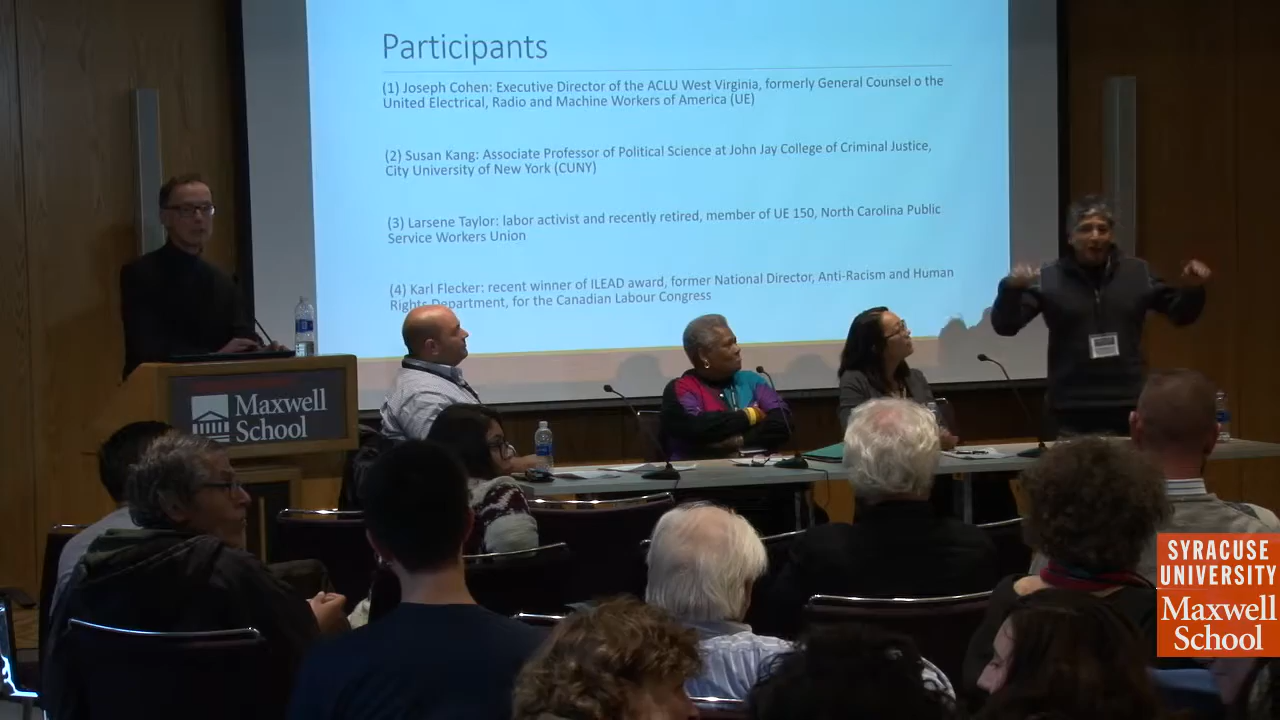 Participants
(1) Joseph Cohen: Executive Director of the ACLU West Virginia, formerly General Counsel o the
United Electrical, Radio and Machine Workers of America (UE)
(2) Susan Kang: Associate Professor of Political Science at John Jay College of Criminal Justice,
City University of New York (CUNY)
(3) Larsene Taylor: labor activist and recently retired, member of UE 150, North Carolina Public
Service Workers Union
(4) Karl Flecker: recent winner of ILEAD award, former National Director, Anti-Racism and Human
Rights Department, for the Canadian Labour Congress
Maxwell
School
SYRACUSE
UNIVERSITY
Maxwell
School